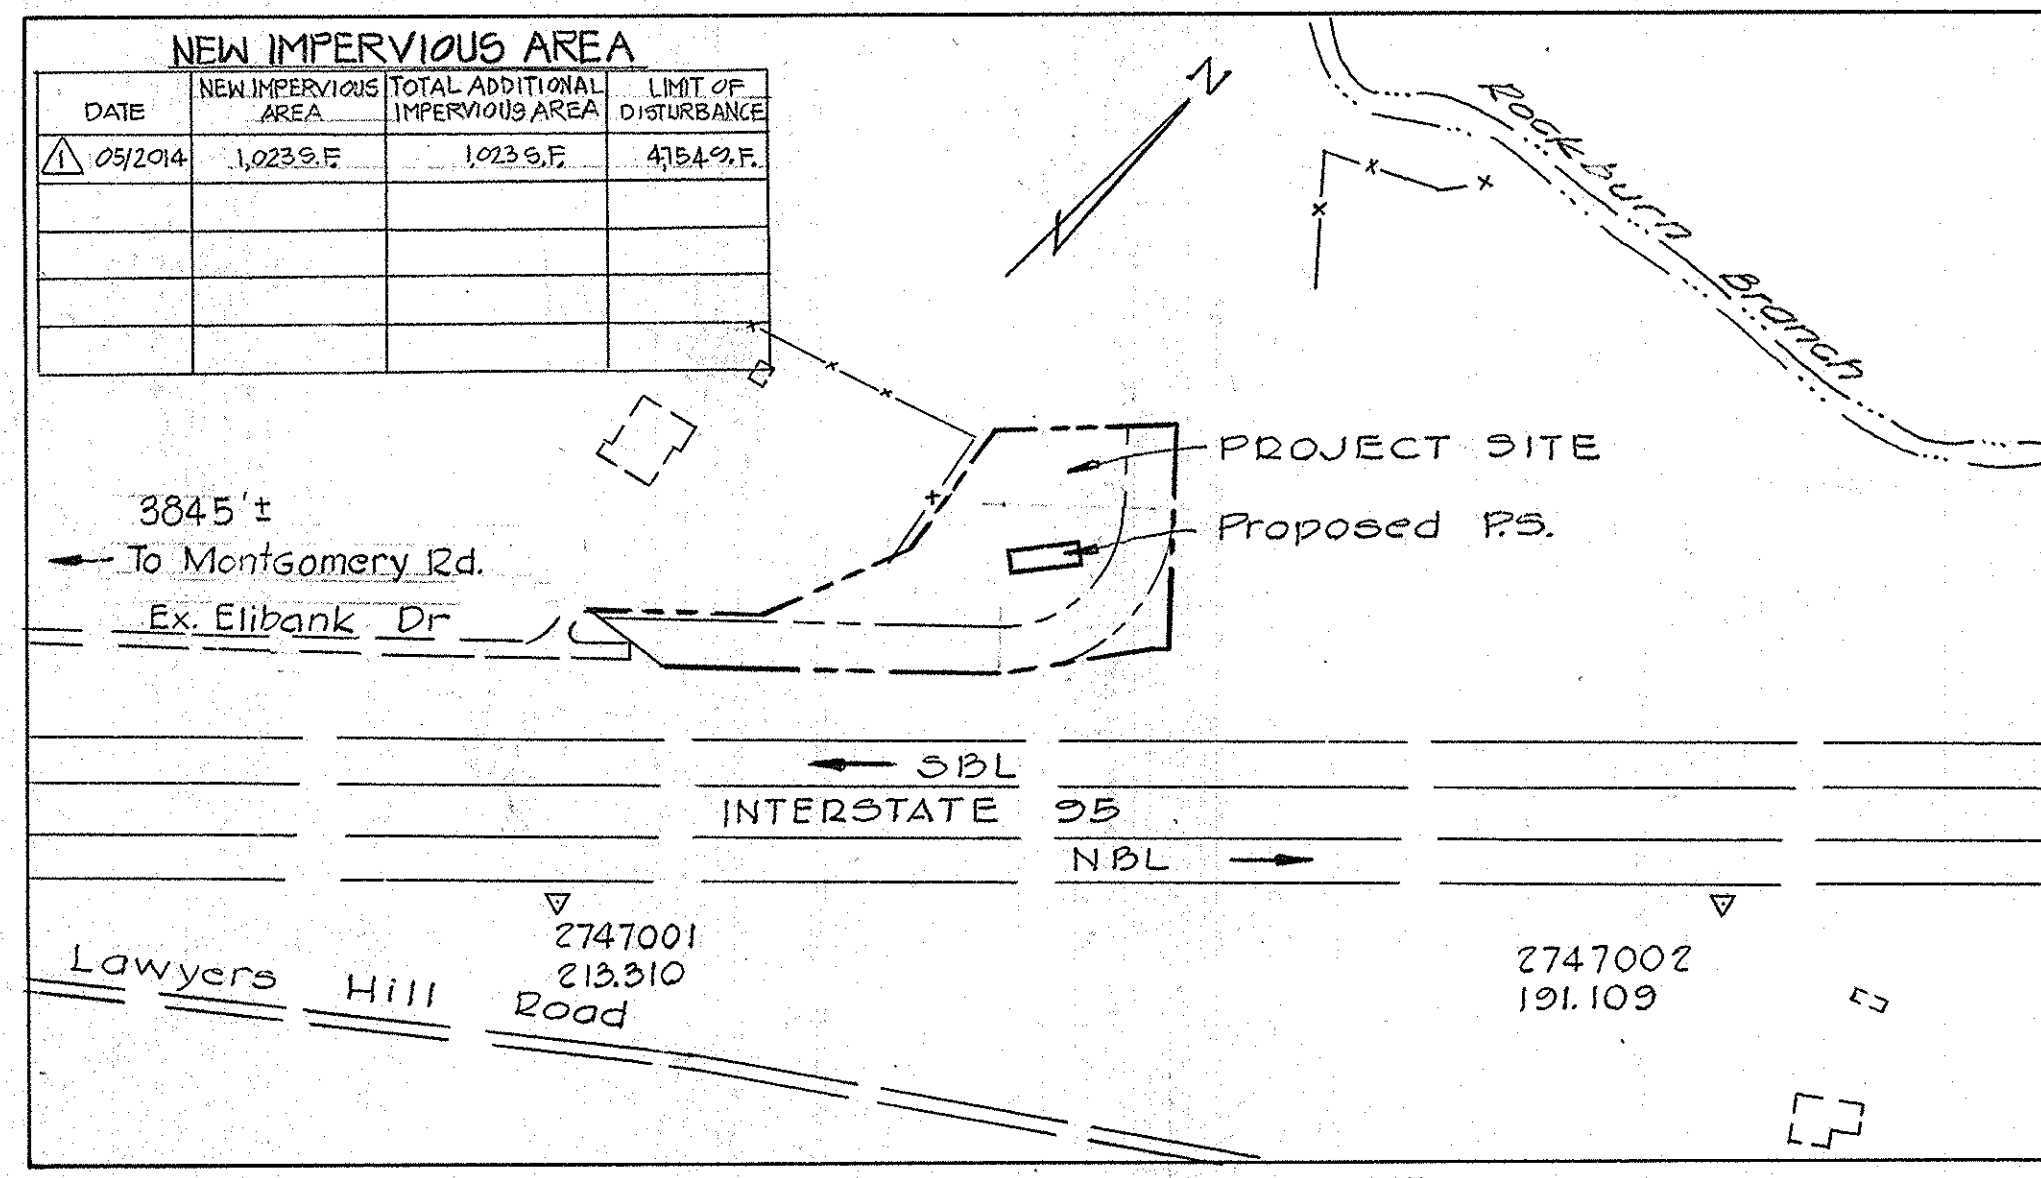 NEW IMPERVIOUS AREA
DATE
NEW IMPERVIOUS
AREA
TOTAL ADDITIONAL
IMPERVIOUS AREA
LIMIT OF
DISTURBANCE
1 05/2014
1,023 S.F.
1,023 S.F.
4,754 S.F.
N
Rockburn Branch
PROJECT SITE
Proposed P.S.
3845'±
To Montgomery Rd.
Ex. Elibank Dr
SBL
INTERSTATE 95
NBL
2747001
213.310
2747002
191.109
Lawyers Hill Road